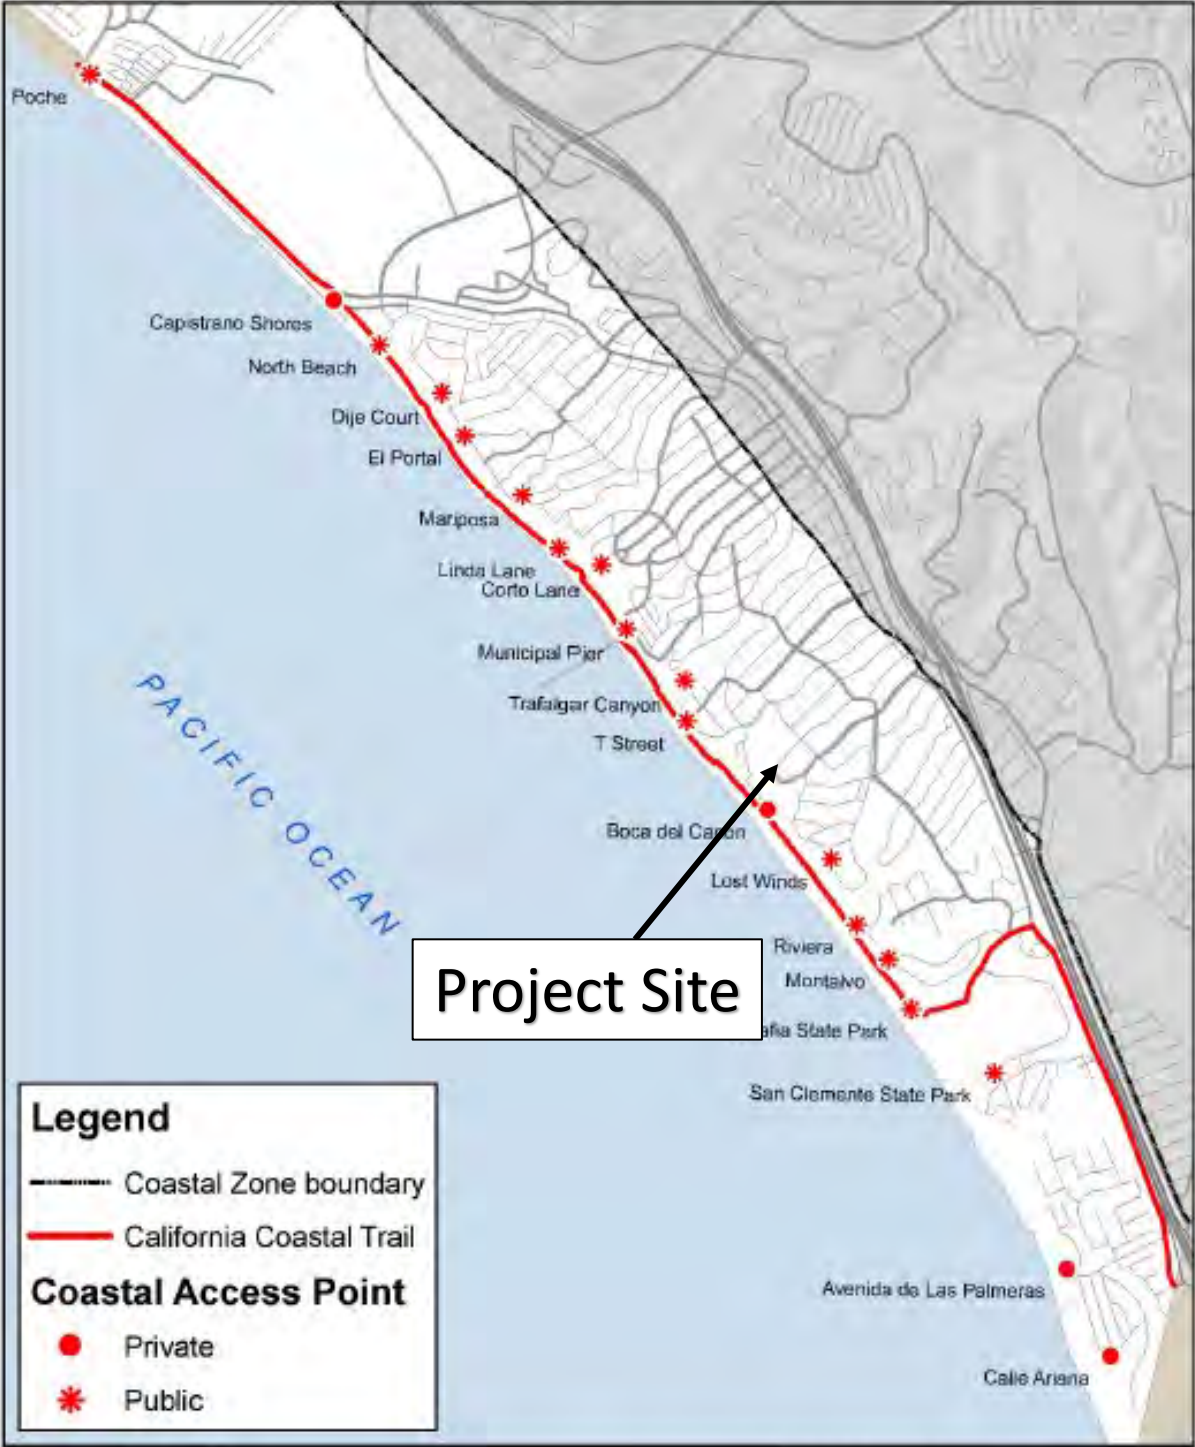 Poche
Capistrano Shores
North Beach
Dije Court
El Portal
Mariposa
Linda Lane
Corto Lane
Municipal Pier
Trafalgar Canyon
T Street
PACIFIC OCEAN
Boca del Canon
Lost Winds
Riviera
Montalvo
Project Site
afia State Park
San Clemente State Park
Avenida de Las Palmeras
Calle Ariana
Legend
Coastal Zone boundary
California Coastal Trail
Coastal Access Point
Private
Public